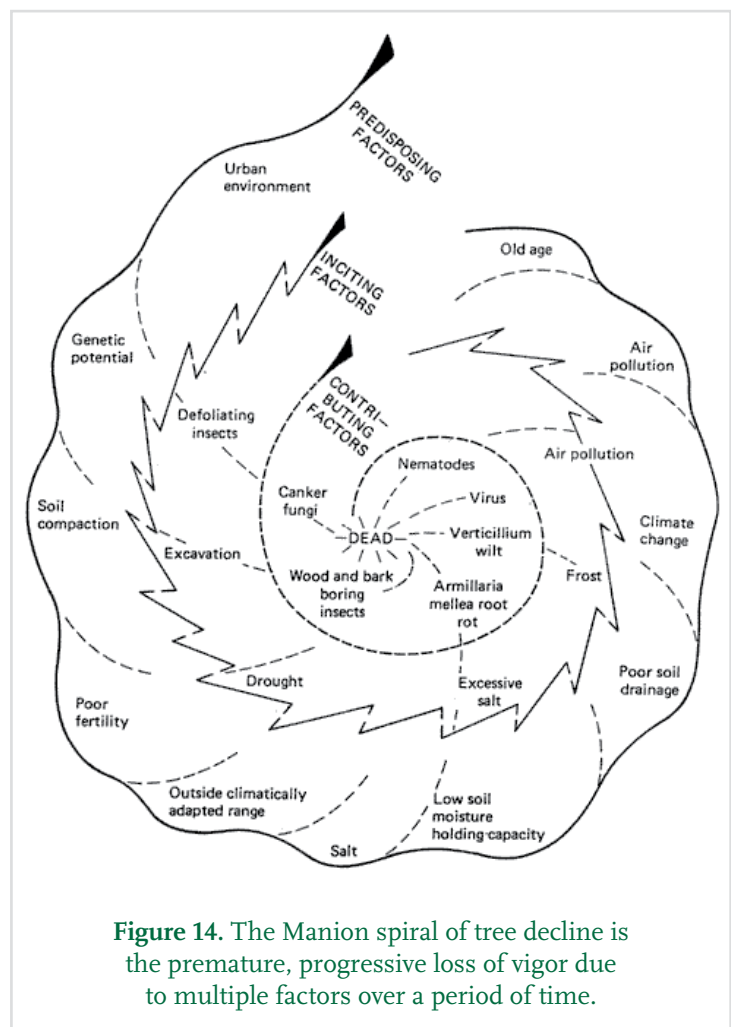 PREDISPOSING
FACTORS
Urban
environment
INCITING
FACTORS
Old age
Genetic
potential
Air
pollution
CONTRI-
BUTING
FACTORS
Defoliating
insects
Air pollution
Nematodes
Canker
fungi
Virus
Soil
compaction
Climate
change
DEAD
Verticillium
wilt
Excavation
Wood and bark
boring
insects
Armillaria
mellea root
rot
Frost
Drought
Excessive
salt
Poor soil
drainage
Poor
fertility
Outside climatically
adapted range
Low soil
moisture
holding capacity
Salt
Figure 14. The Manion spiral of tree decline is
the premature, progressive loss of vigor due
to multiple factors over a period of time.